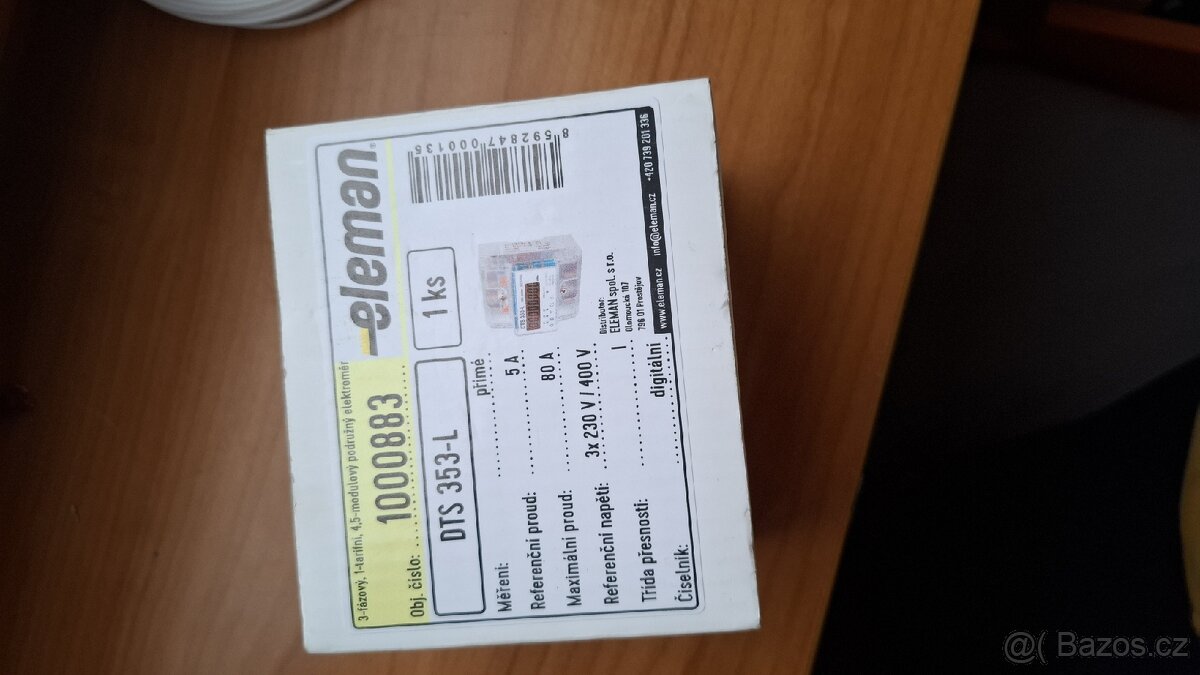 3-fázový, 1-tarifní, 4,5-modulový podružný elektroměr
eleman®
Obj. číslo: 1000883
DTS 353-L
1 ks
8 592847 000135
Měření: přímé
Referenční proud: 5 A
Maximální proud: 80 A
Referenční napětí: 3x 230 V / 400 V
Třída přesnosti: 1
Číselník: digitální
Distributor:
ELEMAN spol. s r.o.
Olomoucká 107
796 01 Prostějov
www.eleman.cz info@eleman.cz +420 739 201 336
@( Bazos.cz